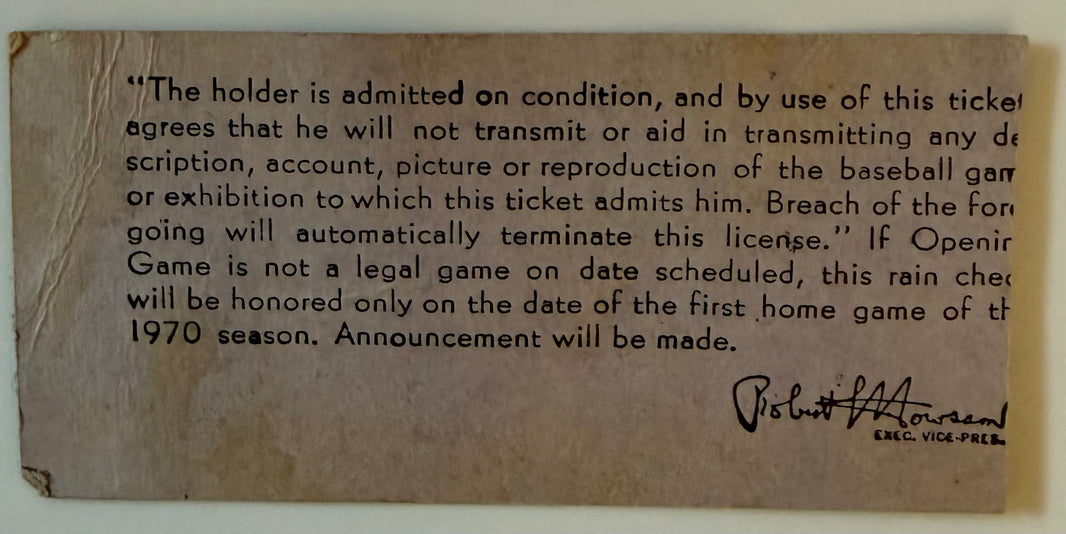 “The holder is admitted on condition, and by use of this ticket
agrees that he will not transmit or aid in transmitting any de
scription, account, picture or reproduction of the baseball gam
or exhibition to which this ticket admits him. Breach of the fore
going will automatically terminate this license.” If Openin
Game is not a legal game on date scheduled, this rain chec
will be honored only on the date of the first home game of th
1970 season. Announcement will be made.
Robert
EXEC. VICE-PRES.